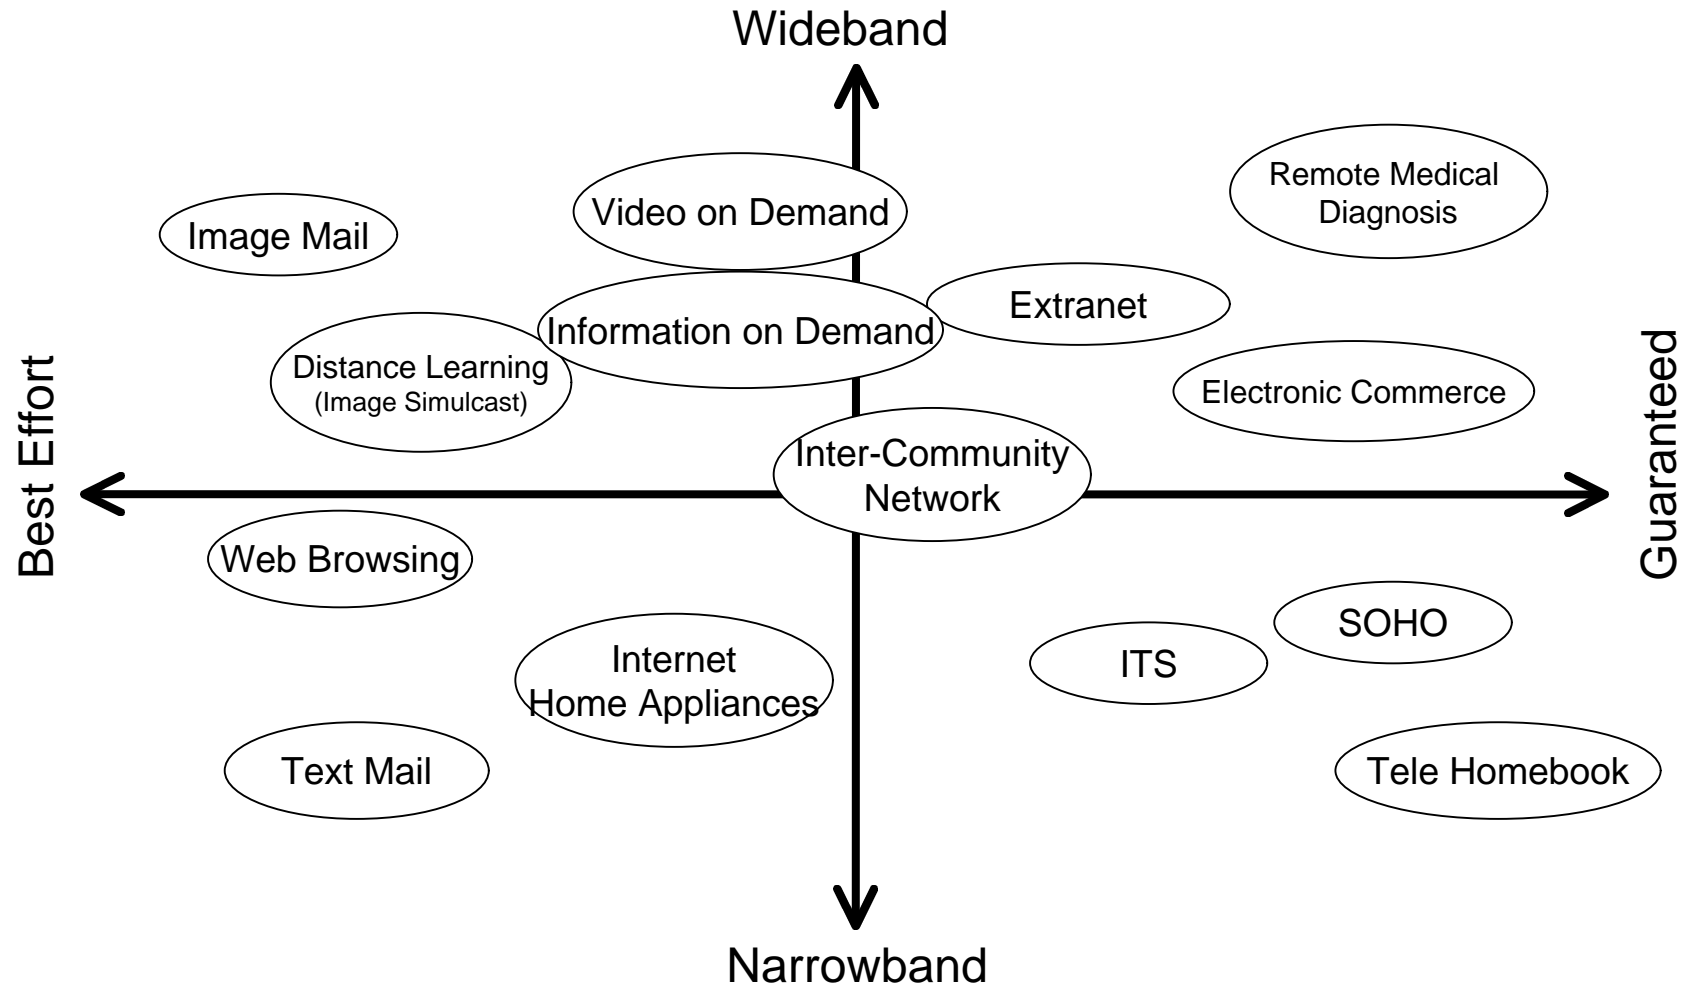 Wideband
Remote Medical
Diagnosis
Video on Demand
Image Mail
Extranet
Information on Demand
Distance Learning
(Image Simulcast)
Electronic Commerce
Best Effort
Guaranteed
Inter-Community
Network
Web Browsing
SOHO
ITS
Internet
Home Appliances
Text Mail
Tele Homebook
Narrowband